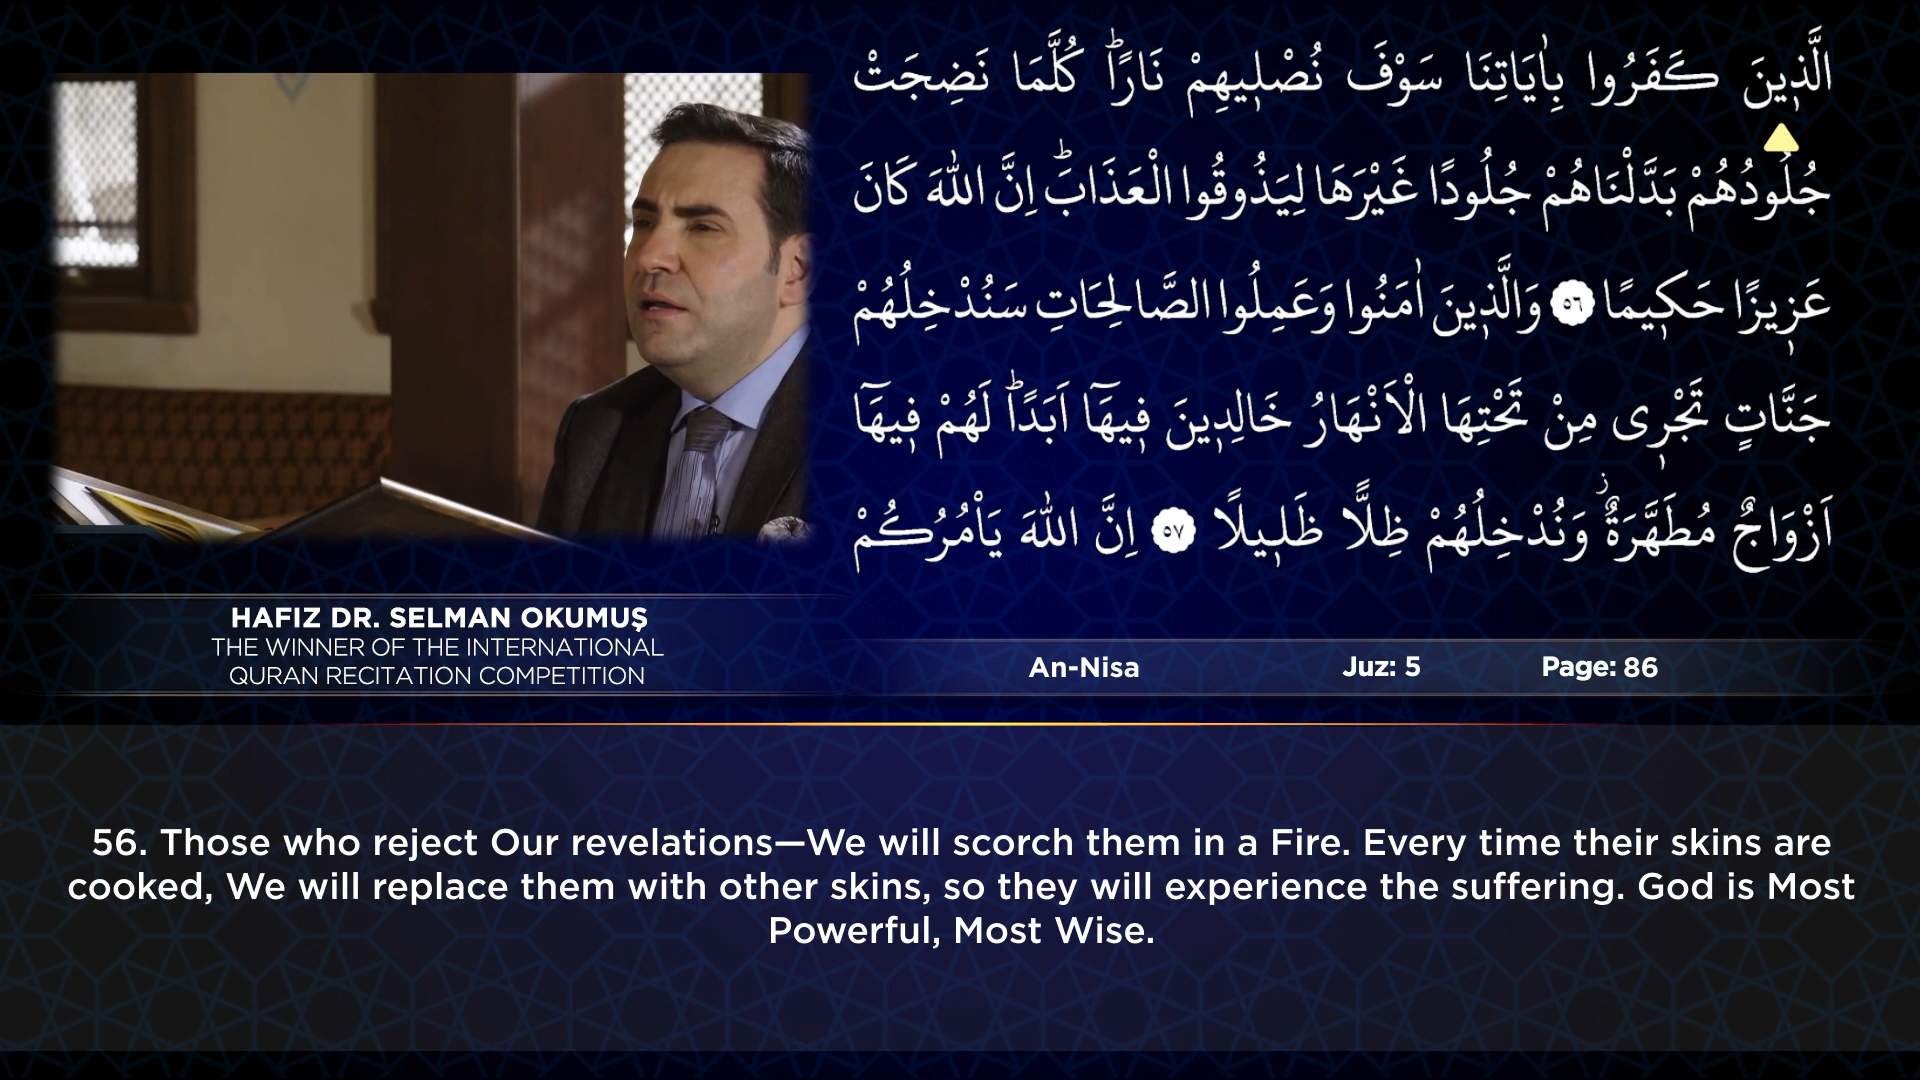 الَّذ۪ينَ كَفَرُوا بِاٰيَاتِنَا سَوْفَ نُصْل۪يهِمْ نَارًاۜ كُلَّمَا نَضِجَتْ
جُلُودُهُمْ بَدَّلْنَاهُمْ جُلُودًا غَيْرَهَا لِيَذُوقُوا الْعَذَابَۜ اِنَّ اللّٰهَ كَانَ
عَز۪يزًا حَك۪يمًا ٥٦ وَالَّذ۪ينَ اٰمَنُوا وَعَمِلُوا الصَّالِحَاتِ سَنُدْخِلُهُمْ
جَنَّاتٍ تَجْر۪ى مِنْ تَحْتِهَا الْاَنْهَارُ خَالِد۪ينَ ف۪يهَٓا اَبَدًاۜ لَهُمْ ف۪يهَٓا
اَزْوَاجٌ مُطَهَّرَةٌۘ وَنُدْخِلُهُمْ ظِلًّا ظَل۪يلًا ٥٧ اِنَّ اللّٰهَ يَأْمُرُكُمْ
HAFIZ DR. SELMAN OKUMUŞ
THE WINNER OF THE INTERNATIONAL
QURAN RECITATION COMPETITION
An-Nisa Juz: 5 Page: 86
56. Those who reject Our revelations—We will scorch them in a Fire. Every time their skins are
cooked, We will replace them with other skins, so they will experience the suffering. God is Most
Powerful, Most Wise.